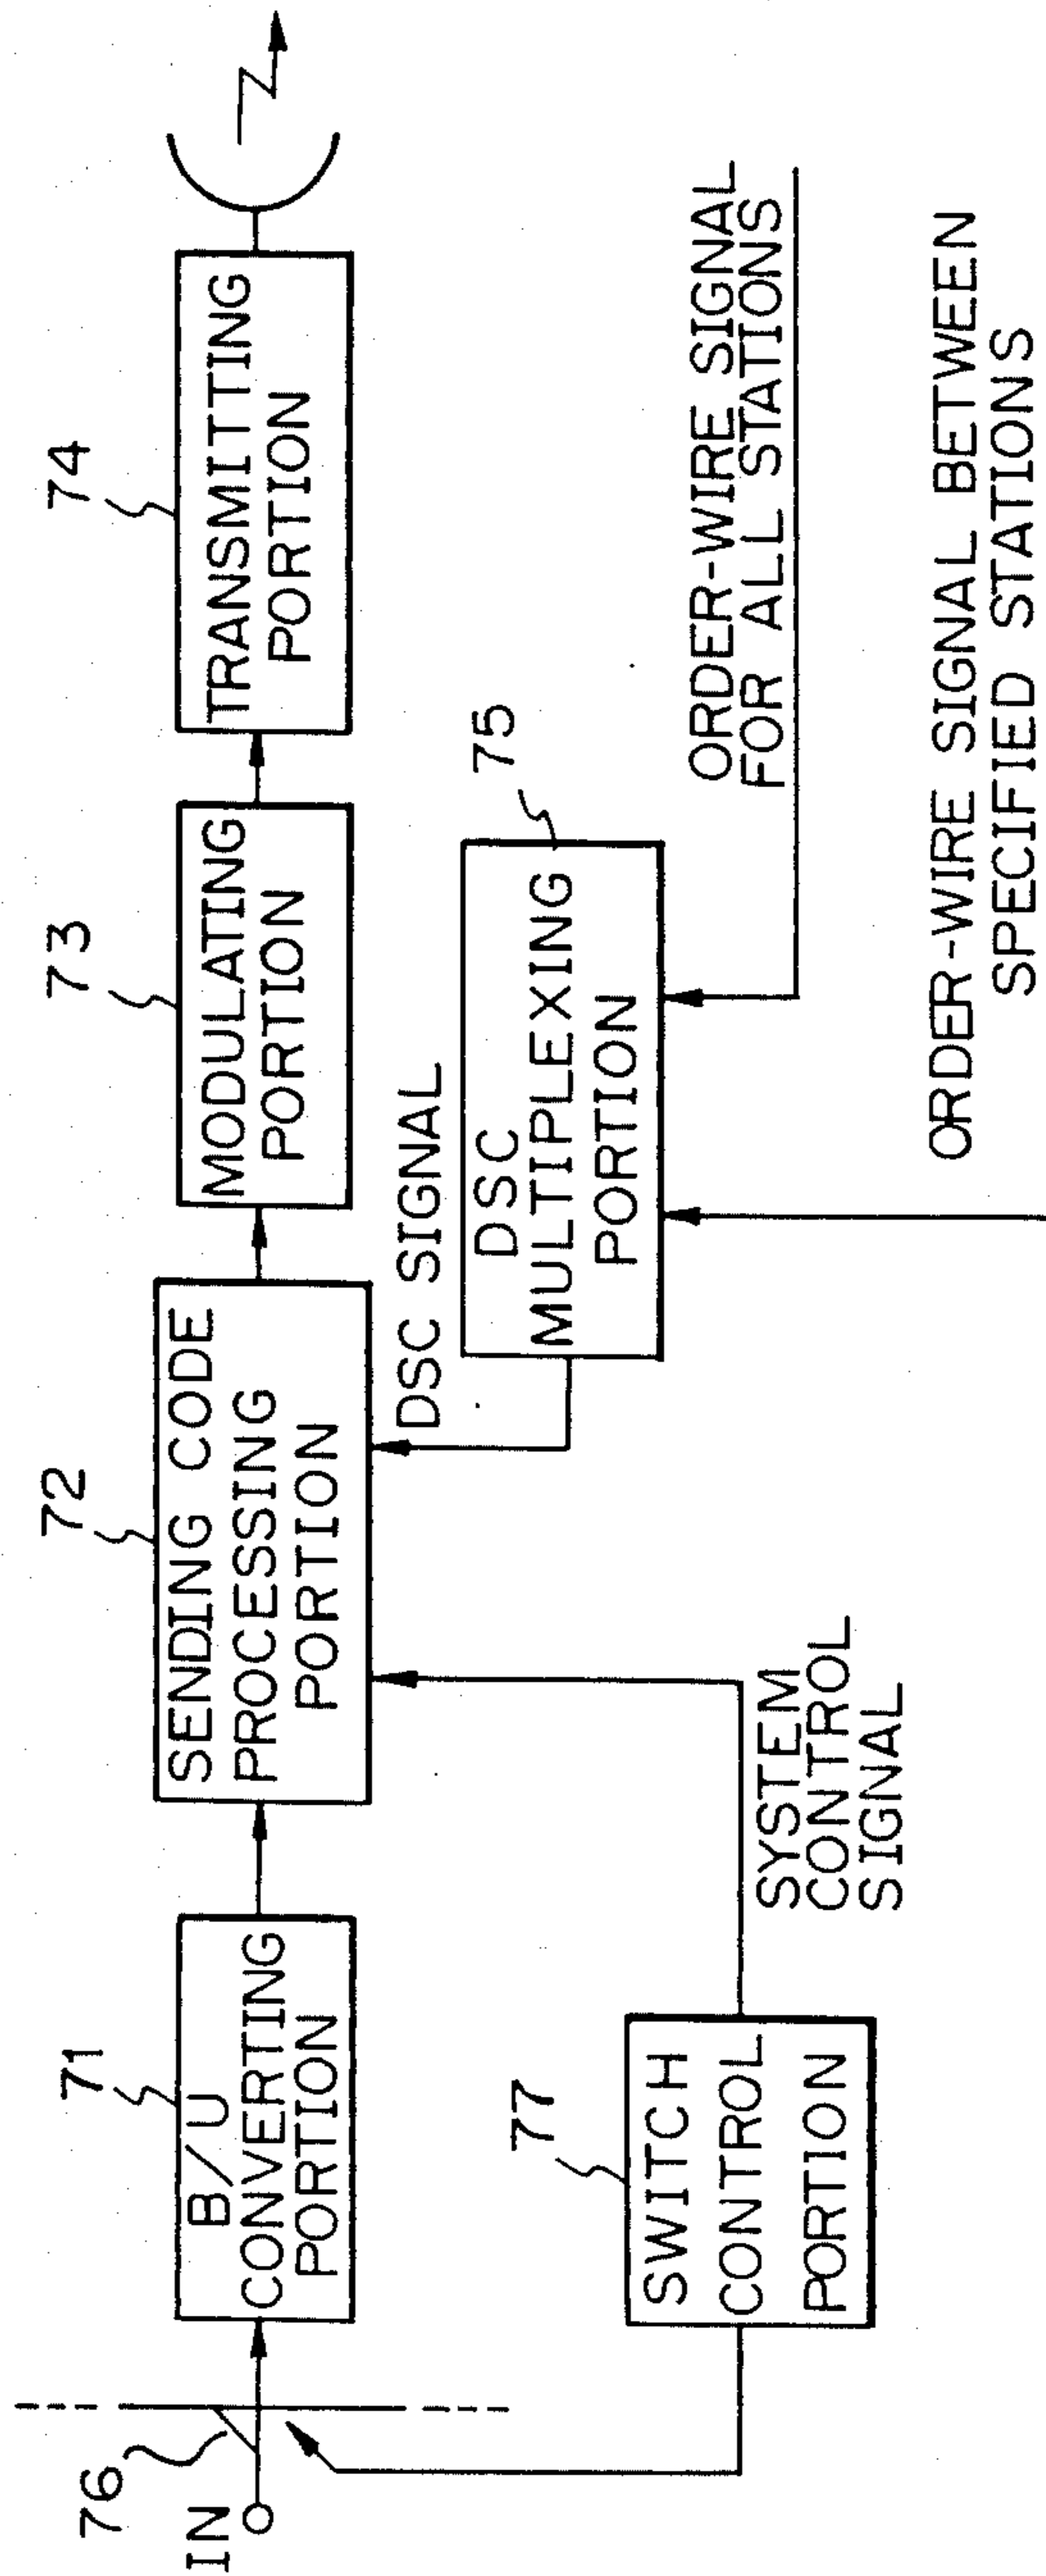 76
IN
71
B/U
CONVERTING
PORTION
72
SENDING CODE
PROCESSING
PORTION
73
MODULATING
PORTION
74
TRANSMITTING
PORTION
77
SWITCH
CONTROL
PORTION
SYSTEM
CONTROL
SIGNAL
DSC SIGNAL
75
DSC
MULTIPLEXING
PORTION
ORDER-WIRE SIGNAL
FOR ALL STATIONS
ORDER-WIRE SIGNAL BETWEEN
SPECIFIED STATIONS